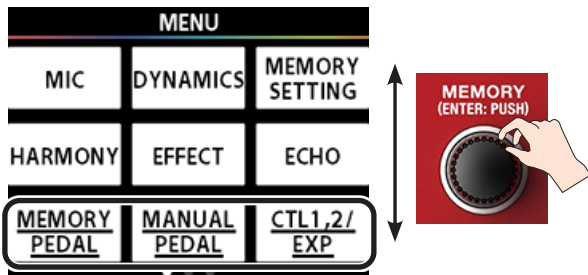 MENU
MIC
DYNAMICS
MEMORY
SETTING
HARMONY
EFFECT
ECHO
MEMORY
PEDAL
MANUAL
PEDAL
CTL1,2/
EXP
MEMORY
(ENTER: PUSH)